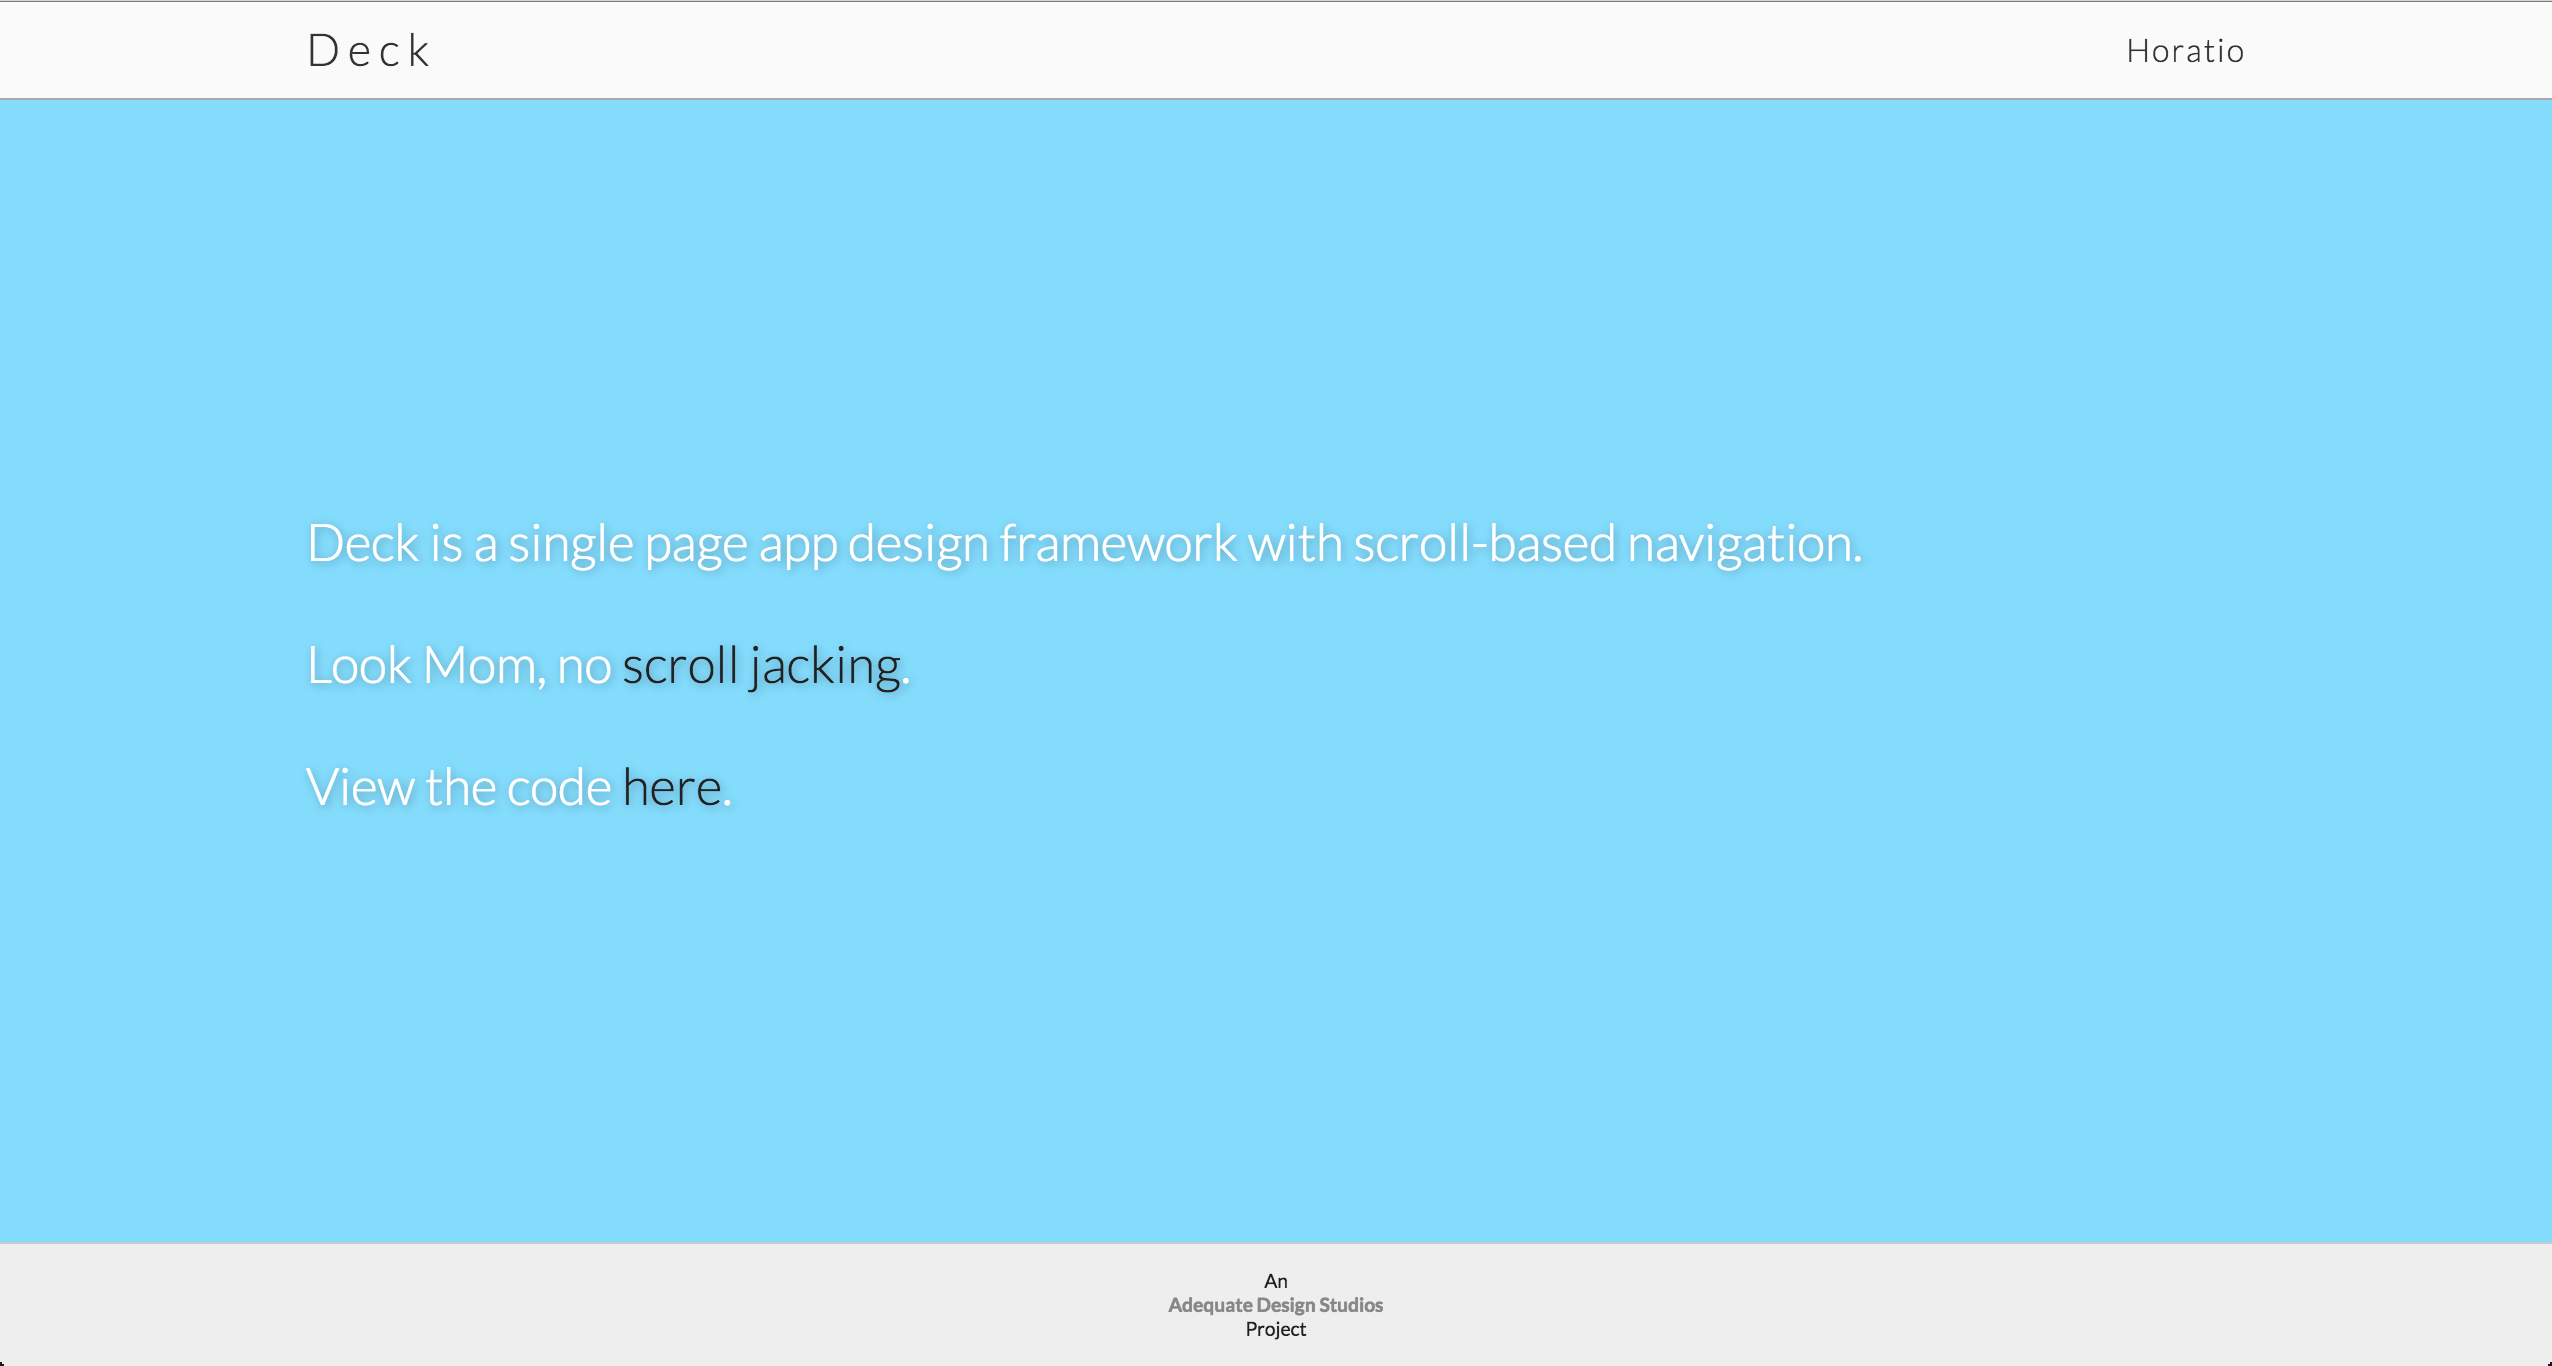 Deck
Horatio
Deck is a single page app design framework with scroll-based navigation.
Look Mom, no scroll jacking.
View the code here.
An
Adequate Design Studios
Project